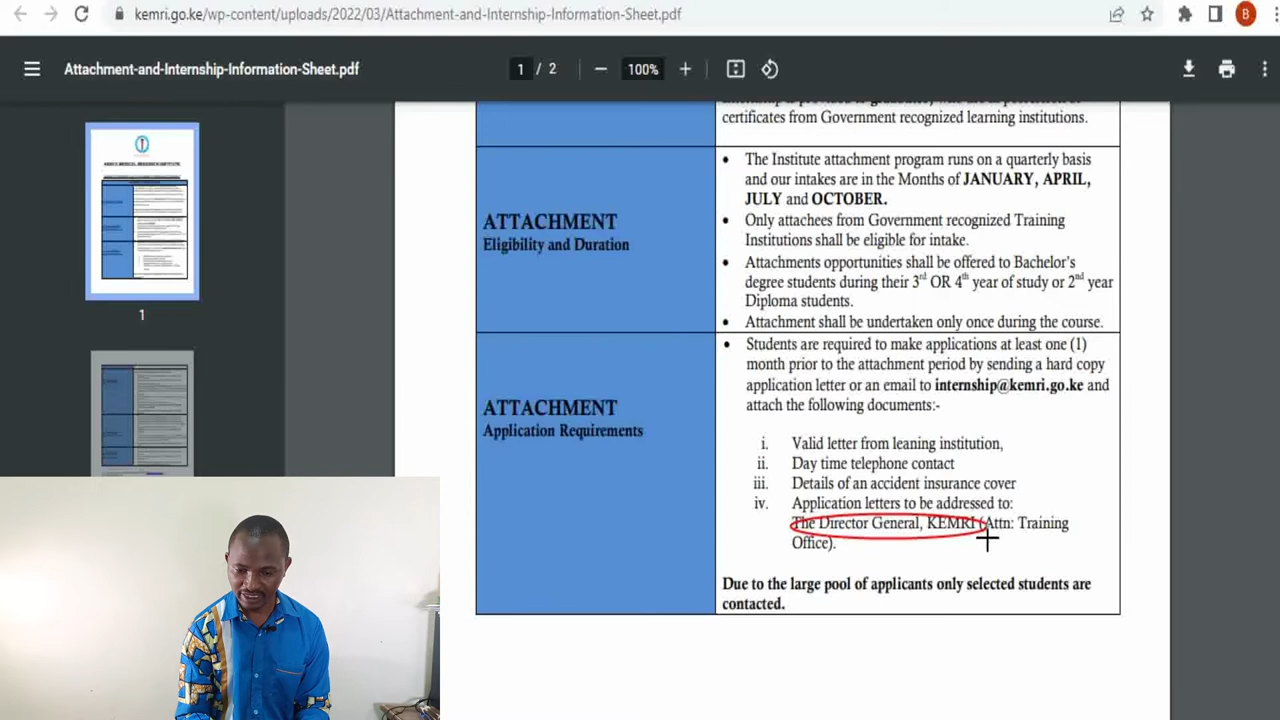 kemri.go.ke/wp-content/uploads/2022/03/Attachment-and-Internship-Information-Sheet.pdf
B
Attachment-and-Internship-Information-Sheet.pdf
1 / 2
100%
1
certificates from Government recognized learning institutions.
ATTACHMENT
Eligibility and Duration
• The Institute attachment program runs on a quarterly basis
and our intakes are in the Months of JANUARY, APRIL,
JULY and OCTOBER.
• Only attachees from Government recognized Training
Institutions shall be eligible for intake.
• Attachments opportunities shall be offered to Bachelor's
degree students during their 3rd OR 4th year of study or 2nd year
Diploma students.
• Attachment shall be undertaken only once during the course.
ATTACHMENT
Application Requirements
• Students are required to make applications at least one (1)
month prior to the attachment period by sending a hard copy
application letter or an email to internship@kemri.go.ke and
attach the following documents:-
i. Valid letter from leaning institution,
ii. Day time telephone contact
iii. Details of an accident insurance cover
iv. Application letters to be addressed to:
The Director General, KEMRI (Attn: Training
Office).
Due to the large pool of applicants only selected students are
contacted.